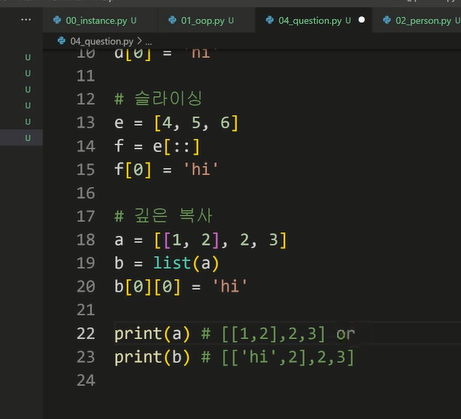 00_instance.py U 01_oop.py U 04_question.py U 02_person.py U
04_question.py > ...
U
U
U
U
U
U
10 d[0] = 'hi'
11
12 # 슬라이싱
13 e = [4, 5, 6]
14 f = e[::]
15 f[0] = 'hi'
16
17 # 깊은 복사
18 a = [[1, 2], 2, 3]
19 b = list(a)
20 b[0][0] = 'hi'
21
22 print(a) # [[1,2],2,3] or
23 print(b) # [['hi',2],2,3]
24